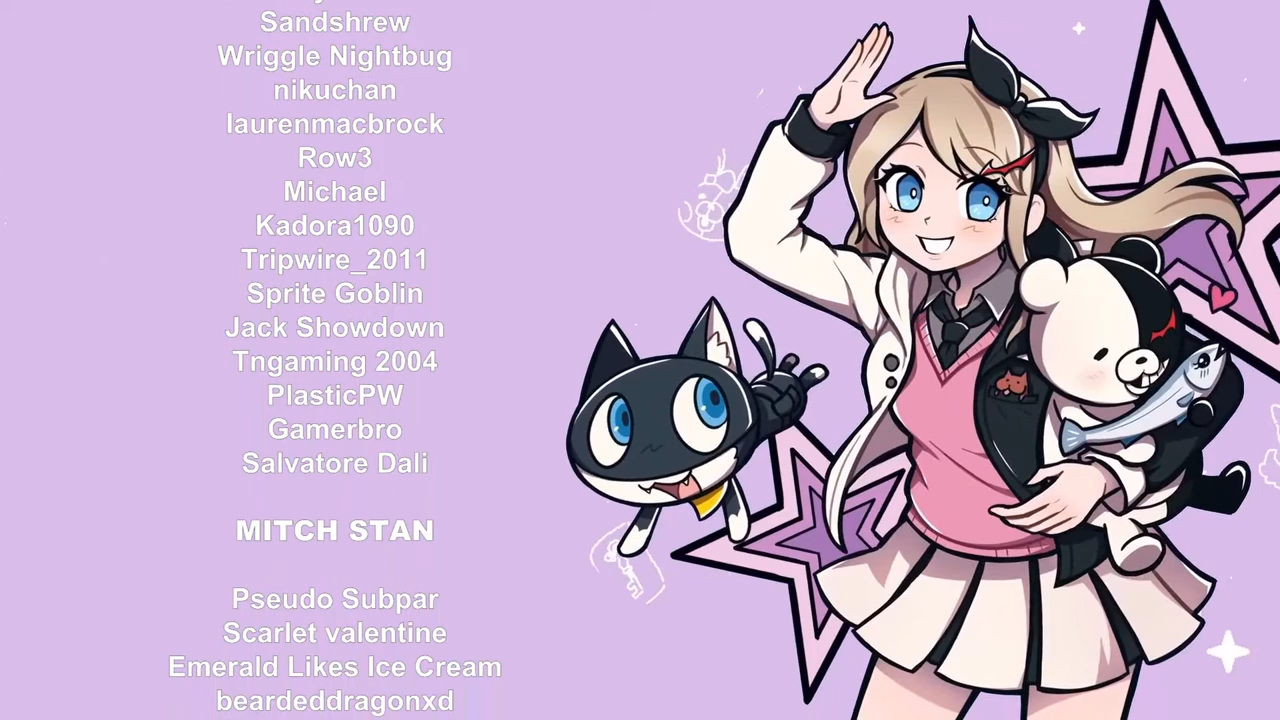 Sandshrew
Wriggle Nightbug
nikuchan
laurenmacbrock
Row3
Michael
Kadora1090
Tripwire_2011
Sprite Goblin
Jack Showdown
Tngaming 2004
PlasticPW
Gamerbro
Salvatore Dali
MITCH STAN
Pseudo Subpar
Scarlet valentine
Emerald Likes Ice Cream
beardeddragonxd